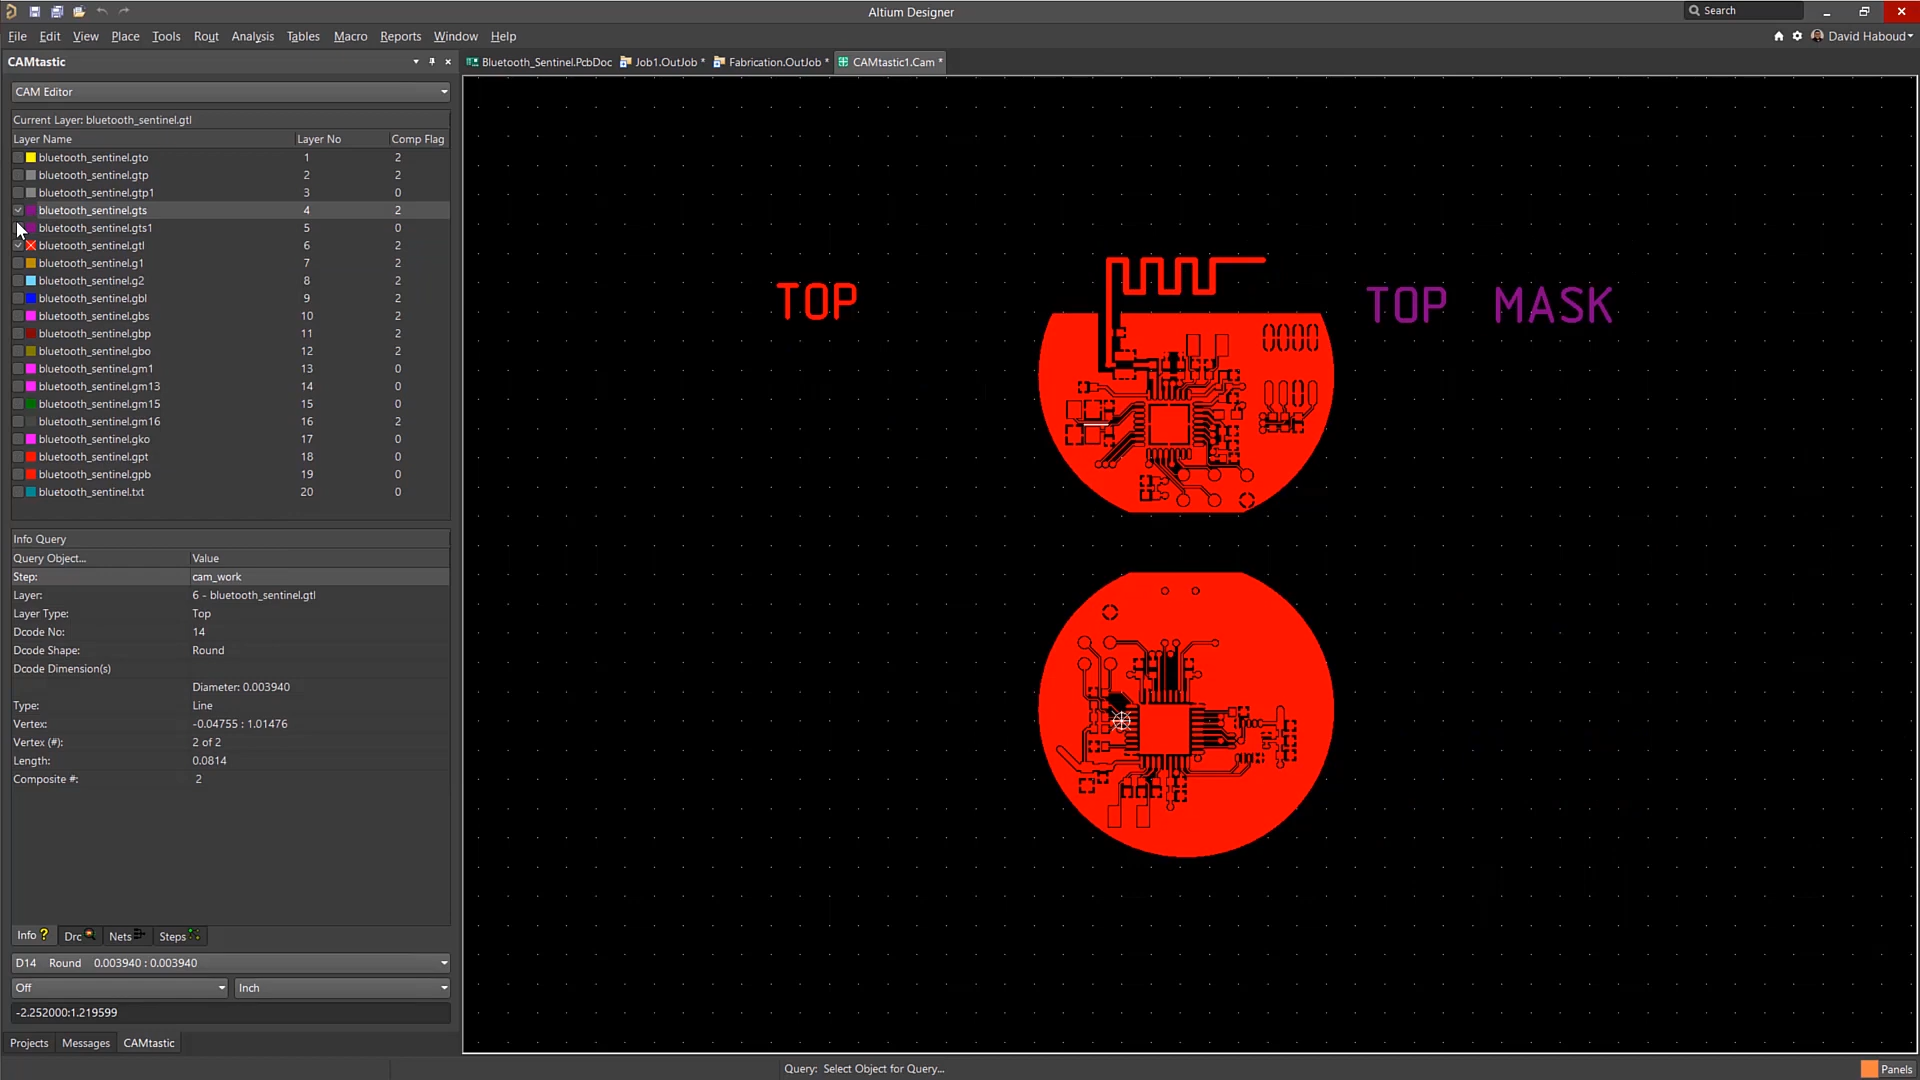 Altium Designer
Search
File Edit View Place Tools Rout Analysis Tables Macro Reports Window Help
David Haboud
CAMtastic
Bluetooth_Sentinel.PcbDoc Job1.OutJob * Fabrication.OutJob * CAMtastic1.Cam *
CAM Editor
Current Layer: bluetooth_sentinel.gtl
Layer Name Layer No Comp Flag
bluetooth_sentinel.gto 1 2
bluetooth_sentinel.gtp 2 2
bluetooth_sentinel.gtp1 3 0
bluetooth_sentinel.gts 4 2
bluetooth_sentinel.gts1 5 0
bluetooth_sentinel.gtl 6 2
bluetooth_sentinel.g1 7 2
bluetooth_sentinel.g2 8 2
bluetooth_sentinel.gbl 9 2
bluetooth_sentinel.gbs 10 2
bluetooth_sentinel.gbp 11 2
bluetooth_sentinel.gbo 12 2
bluetooth_sentinel.gm1 13 0
bluetooth_sentinel.gm13 14 0
bluetooth_sentinel.gm15 15 0
bluetooth_sentinel.gm16 16 2
bluetooth_sentinel.gko 17 0
bluetooth_sentinel.gpt 18 0
bluetooth_sentinel.gpb 19 0
bluetooth_sentinel.txt 20 0
TOP
TOP MASK
Info Query
Query Object... Value
Step: cam_work
Layer: 6 - bluetooth_sentinel.gtl
Layer Type: Top
Dcode No: 14
Dcode Shape: Round
Dcode Dimension(s)
Diameter: 0.003940
Type: Line
Vertex: -0.04755 : 1.01476
Vertex (#): 2 of 2
Length: 0.0814
Composite #: 2
Info ? Drc Nets Steps
D14 Round 0.003940 : 0.003940
Off Inch
-2.252000:1.219599
Projects Messages CAMtastic
Query: Select Object for Query...
Panels